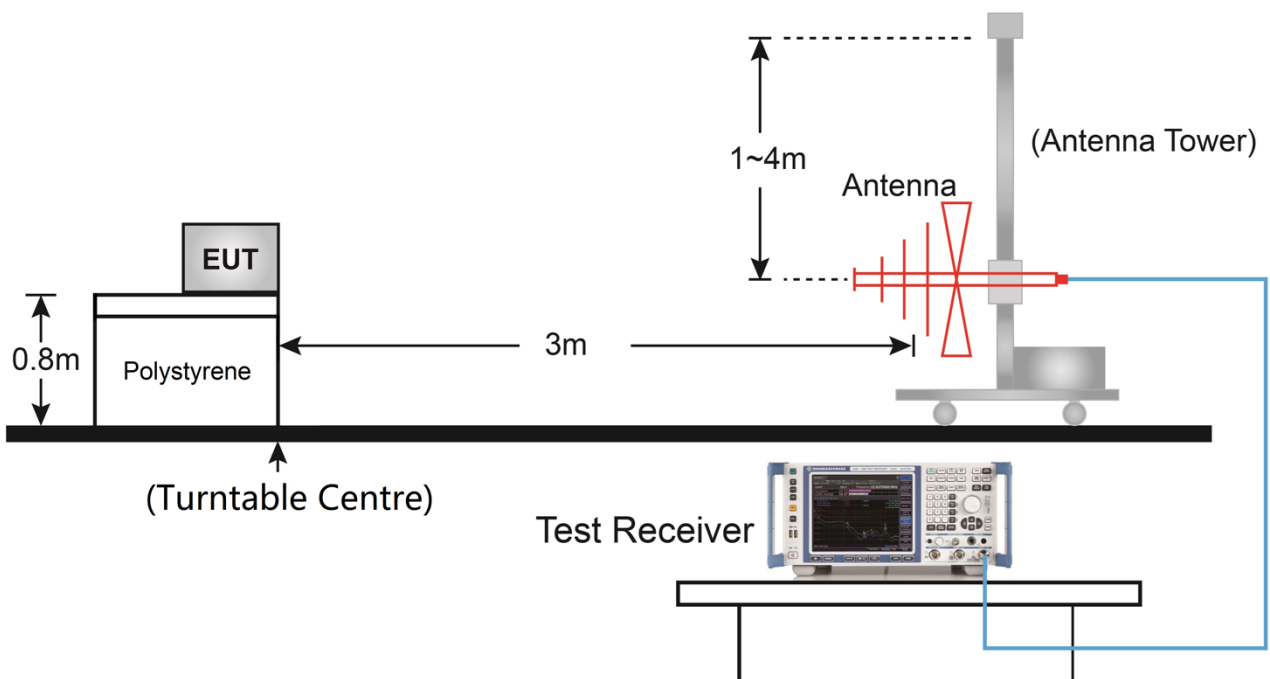 1~4m
(Antenna Tower)
Antenna
EUT
0.8m
3m
Polystyrene
(Turntable Centre)
Test Receiver